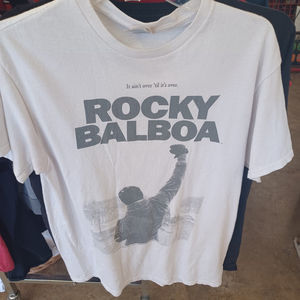 It ain't over 'til it's over.
ROCKY
BALBOA